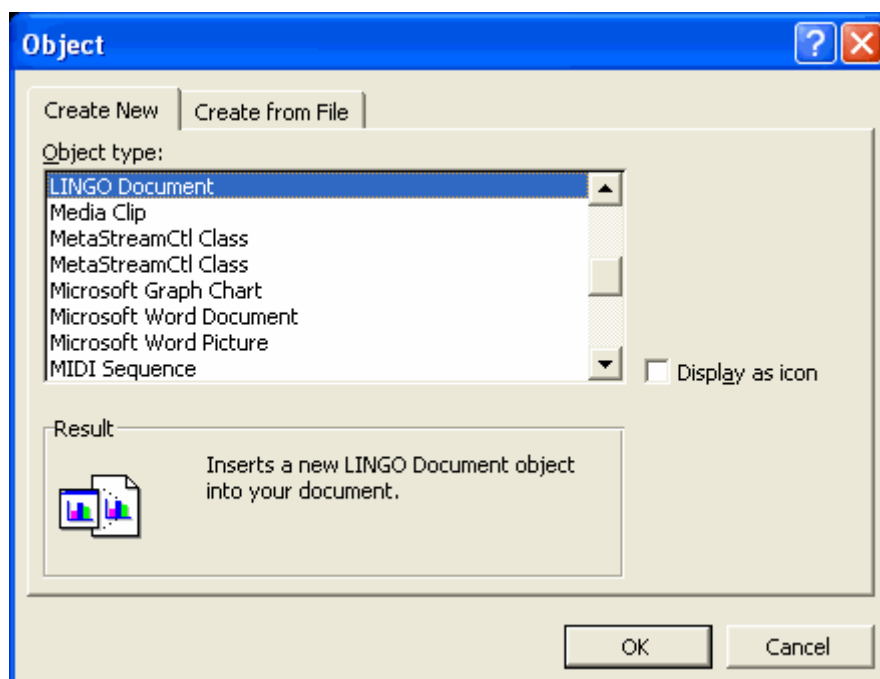 Object
Create New
Create from File
Object type:
LINGO Document
Media Clip
MetaStreamCtl Class
MetaStreamCtl Class
Microsoft Graph Chart
Microsoft Word Document
Microsoft Word Picture
MIDI Sequence
Display as icon
Result
Inserts a new LINGO Document object
into your document.
OK
Cancel